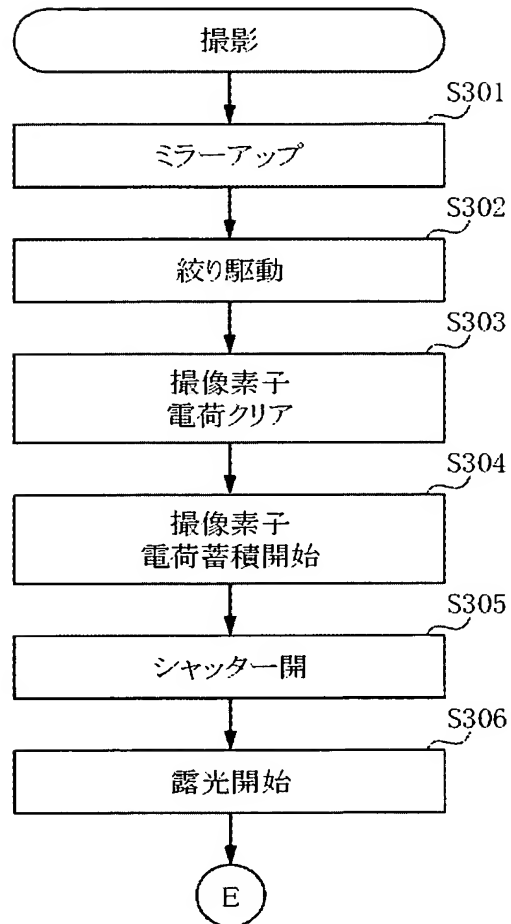 撮影
S301
ミラーアップ
S302
絞り駆動
S303
撮像素子
電荷クリア
S304
撮像素子
電荷蓄積開始
S305
シャッター開
S306
露光開始
E